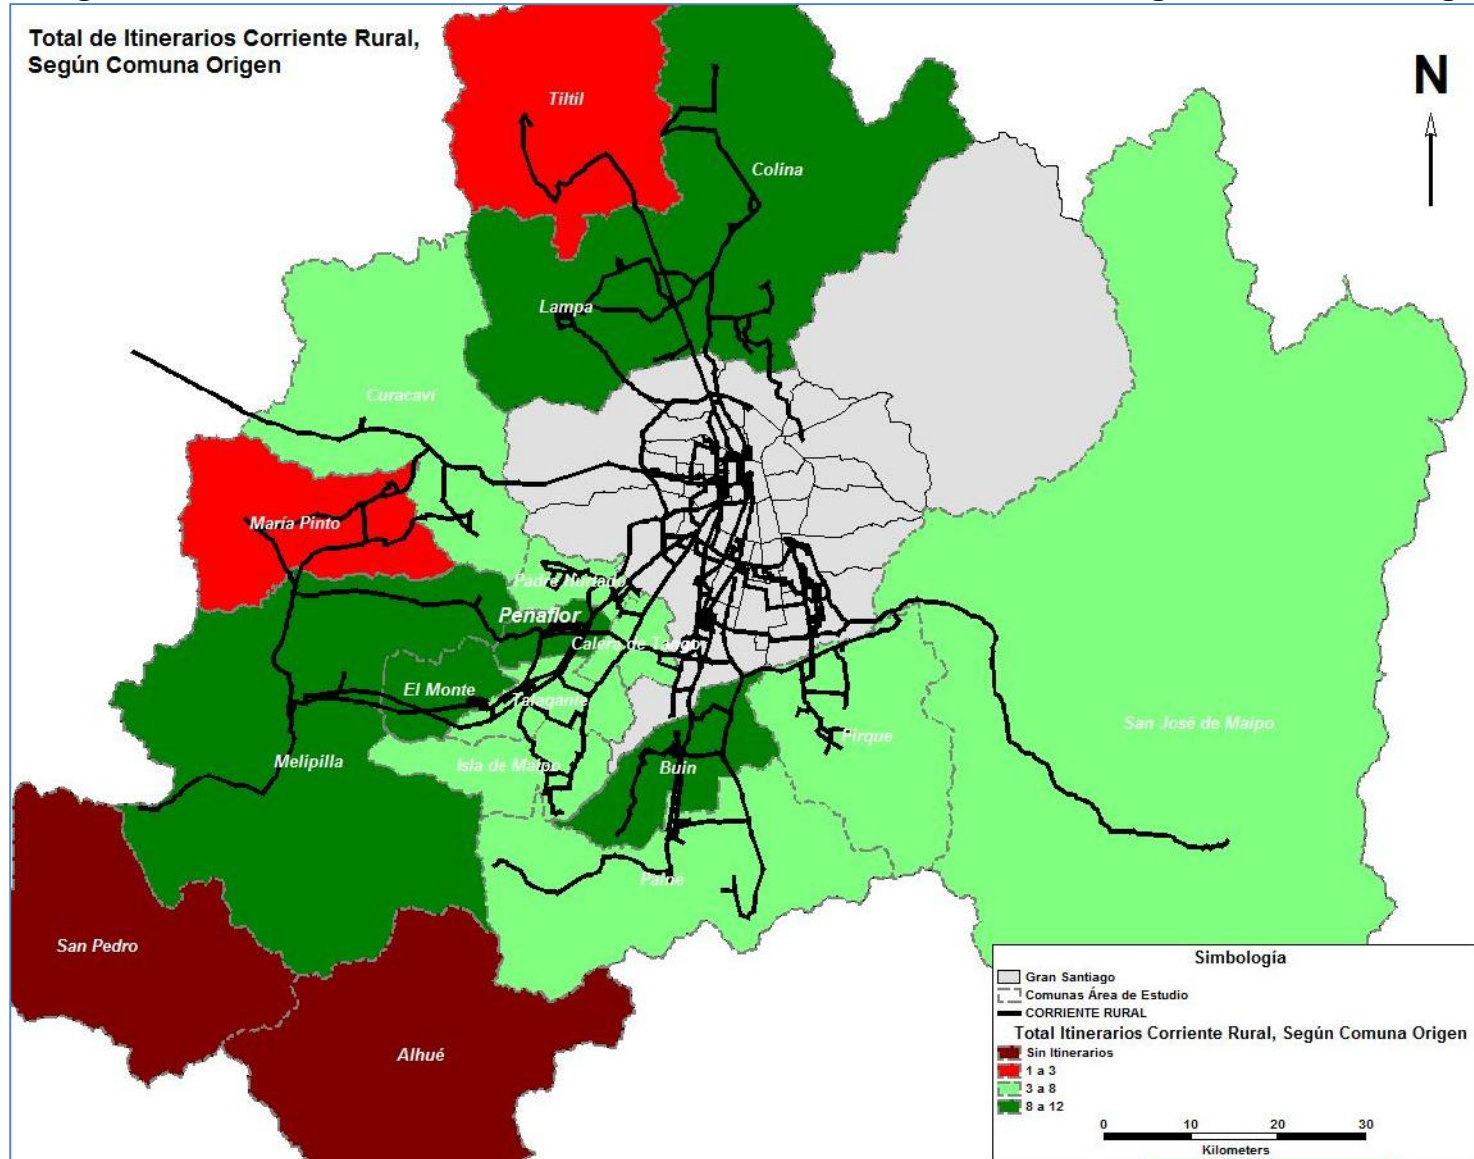 Total de Itinerarios Corriente Rural,
Según Comuna Origen
N
Tiltil
Colina
Lampa
Curacaví
María Pinto
Padre Hurtado
Peñaflor
Calera de Tango
El Monte
Talagante
San José de Maipo
Pirque
Melipilla
Isla de Maipo
Buin
Paine
San Pedro
Alhué
Simbología
Gran Santiago
Comunas Área de Estudio
CORRIENTE RURAL
Total Itinerarios Corriente Rural, Según Comuna Origen
Sin Itinerarios
1 a 3
3 a 8
8 a 12
0 10 20 30
Kilometers